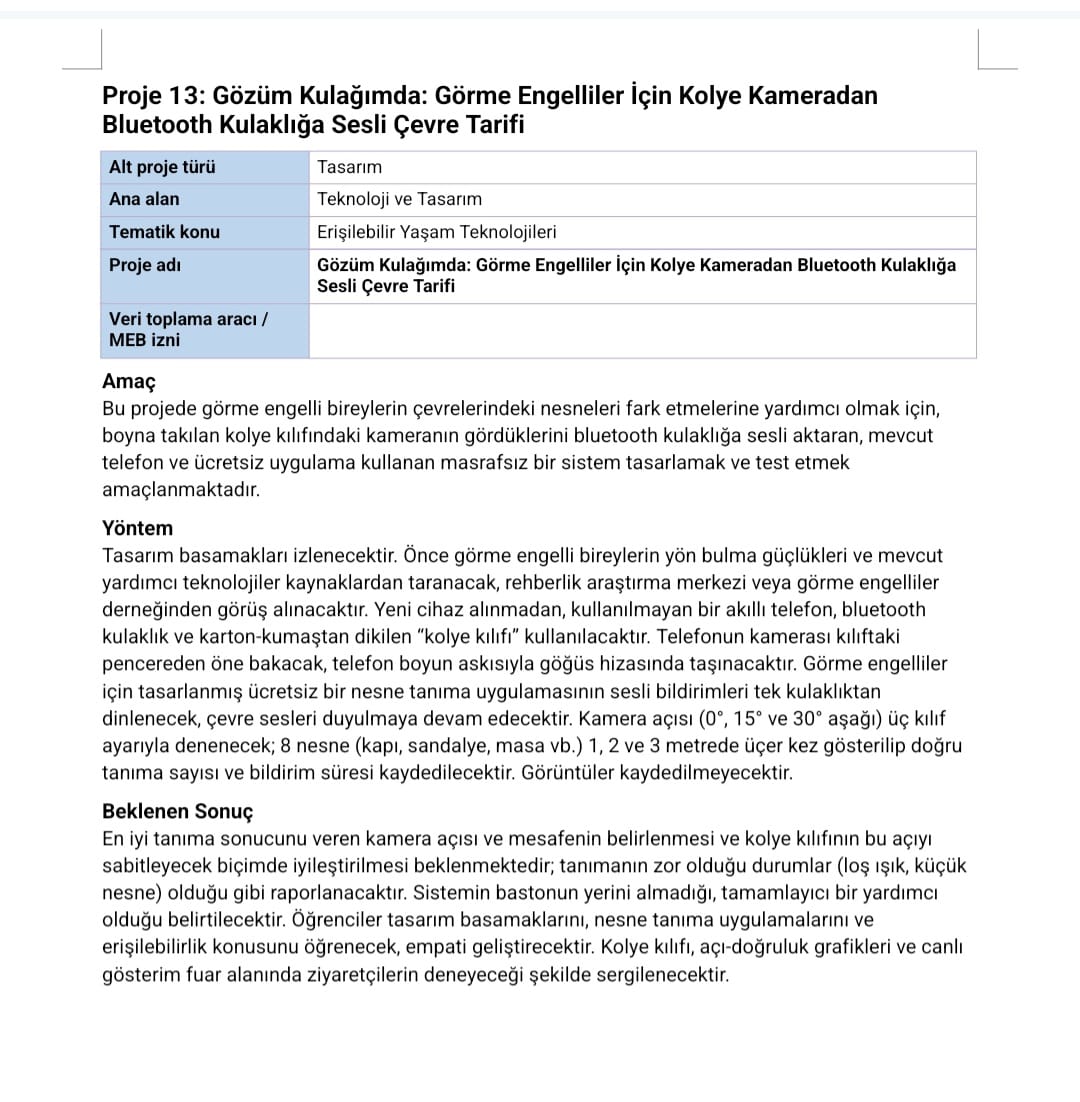 Proje 13: Gözüm Kulağımda: Görme Engelliler İçin Kolye Kameradan
Bluetooth Kulaklığa Sesli Çevre Tarifi
Alt proje türü Tasarım
Ana alan Teknoloji ve Tasarım
Tematik konu Erişilebilir Yaşam Teknolojileri
Proje adı Gözüm Kulağımda: Görme Engelliler İçin Kolye Kameradan Bluetooth Kulaklığa
Sesli Çevre Tarifi
Veri toplama aracı /
MEB izni
Amaç
Bu projede görme engelli bireylerin çevrelerindeki nesneleri fark etmelerine yardımcı olmak için,
boyna takılan kolye kılıfındaki kameranın gördüklerini bluetooth kulaklığa sesli aktaran, mevcut
telefon ve ücretsiz uygulama kullanan masrafsız bir sistem tasarlamak ve test etmek
amaçlanmaktadır.
Yöntem
Tasarım basamakları izlenecektir. Önce görme engelli bireylerin yön bulma güçlükleri ve mevcut
yardımcı teknolojiler kaynaklardan taranacak, rehberlik araştırma merkezi veya görme engelliler
derneğinden görüş alınacaktır. Yeni cihaz alınmadan, kullanılmayan bir akıllı telefon, bluetooth
kulaklık ve karton-kumaştan dikilen “kolye kılıfı” kullanılacaktır. Telefonun kamerası kılıftaki
pencereden öne bakacak, telefon boyun askısıyla göğüs hizasında taşınacaktır. Görme engelliler
için tasarlanmış ücretsiz bir nesne tanıma uygulamasının sesli bildirimleri tek kulaklıktan
dinlenecek, çevre sesleri duyulmaya devam edecektir. Kamera açısı (0°, 15° ve 30° aşağı) üç kılıf
ayarıyla denenecek; 8 nesne (kapı, sandalye, masa vb.) 1, 2 ve 3 metrede üçer kez gösterilip doğru
tanıma sayısı ve bildirim süresi kaydedilecektir. Görüntüler kaydedilmeyecektir.
Beklenen Sonuç
En iyi tanıma sonucunu veren kamera açısı ve mesafenin belirlenmesi ve kolye kılıfının bu açıyı
sabitleyecek biçimde iyileştirilmesi beklenmektedir; tanımanın zor olduğu durumlar (loş ışık, küçük
nesne) olduğu gibi raporlanacaktır. Sistemin bastonun yerini almadığı, tamamlayıcı bir yardımcı
olduğu belirtilecektir. Öğrenciler tasarım basamaklarını, nesne tanıma uygulamalarını ve
erişilebilirlik konusunu öğrenecek, empati geliştirecektir. Kolye kılıfı, açı-doğruluk grafikleri ve canlı
gösterim fuar alanında ziyaretçilerin deneyeceği şekilde sergilenecektir.